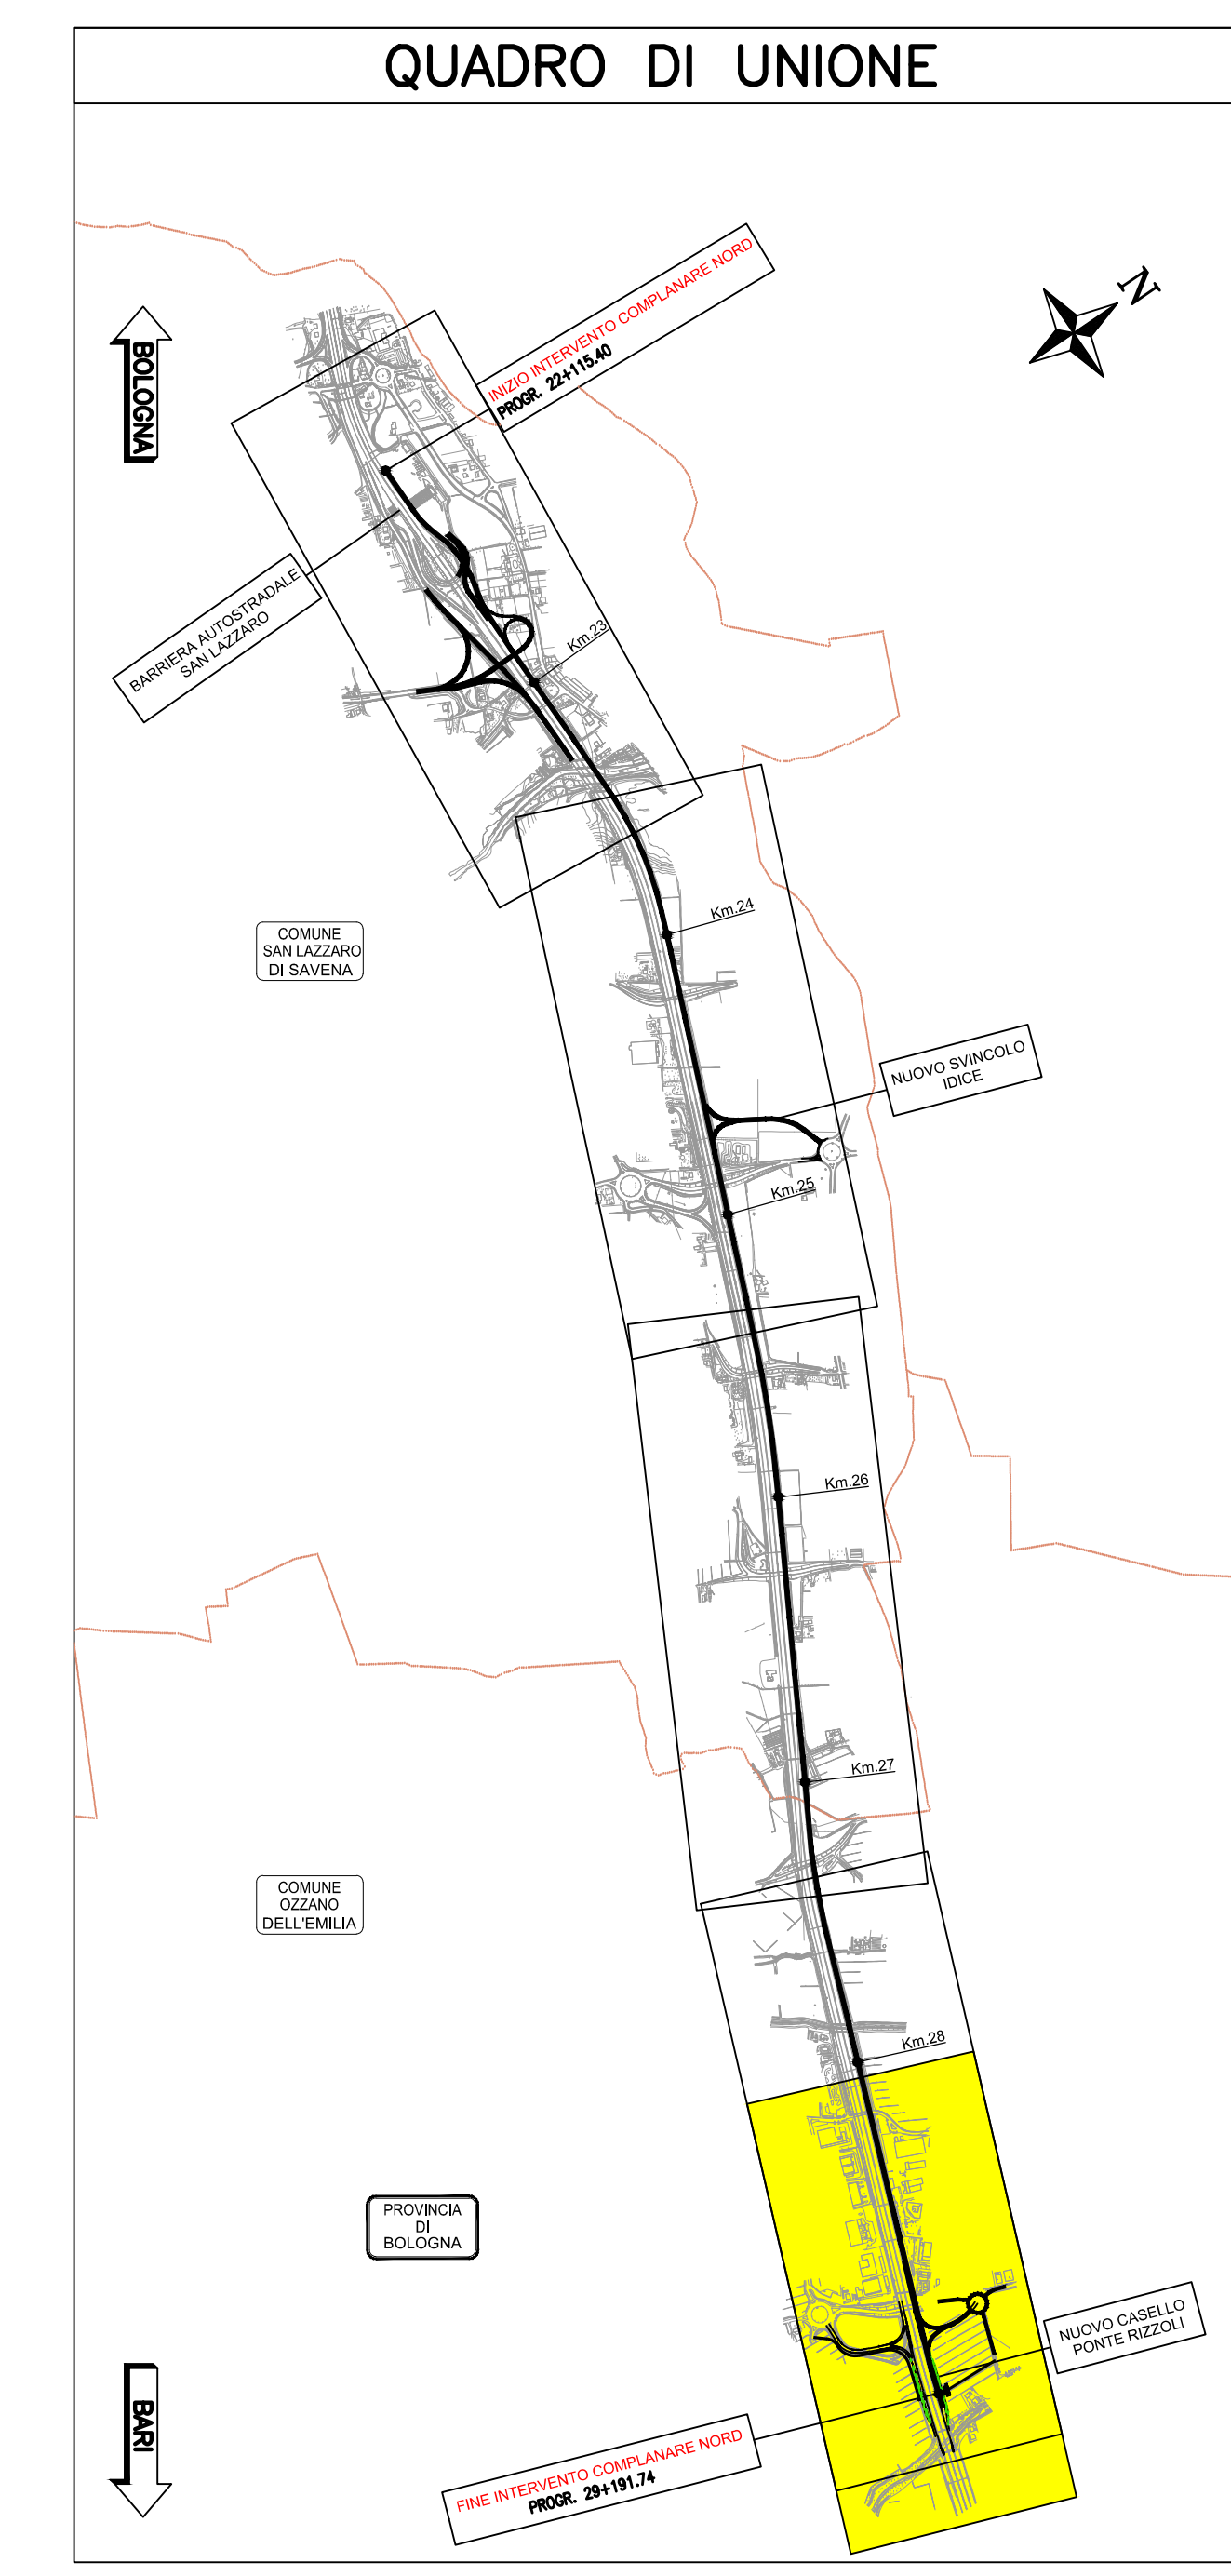 QUADRO DI UNIONE
INIZIO INTERVENTO COMPLANARE NORD
PROGR. 22+115.40
N
BOLOGNA
BARRIERA AUTOSTRADALE
SAN LAZZARO
Km.23
Km.24
COMUNE
SAN LAZZARO
DI SAVENA
NUOVO SVINCOLO
IDICE
Km.25
Km.26
Km.27
COMUNE
OZZANO
DELL'EMILIA
Km.28
PROVINCIA
DI
BOLOGNA
NUOVO CASELLO
PONTE RIZZOLI
BARI
FINE INTERVENTO COMPLANARE NORD
PROGR. 29+191.74